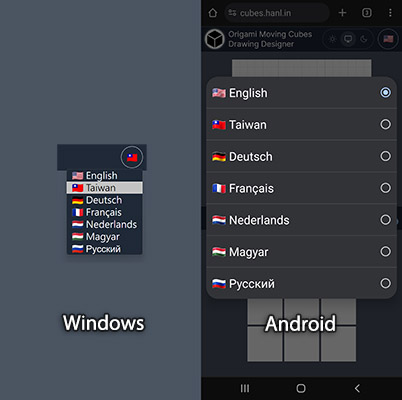 English
Taiwan
Deutsch
Français
Nederlands
Magyar
Русский
Windows
cubes.hanl.in
3
Origami Moving Cubes
Drawing Designer
English
Taiwan
Deutsch
Français
Nederlands
Magyar
Русский
Android